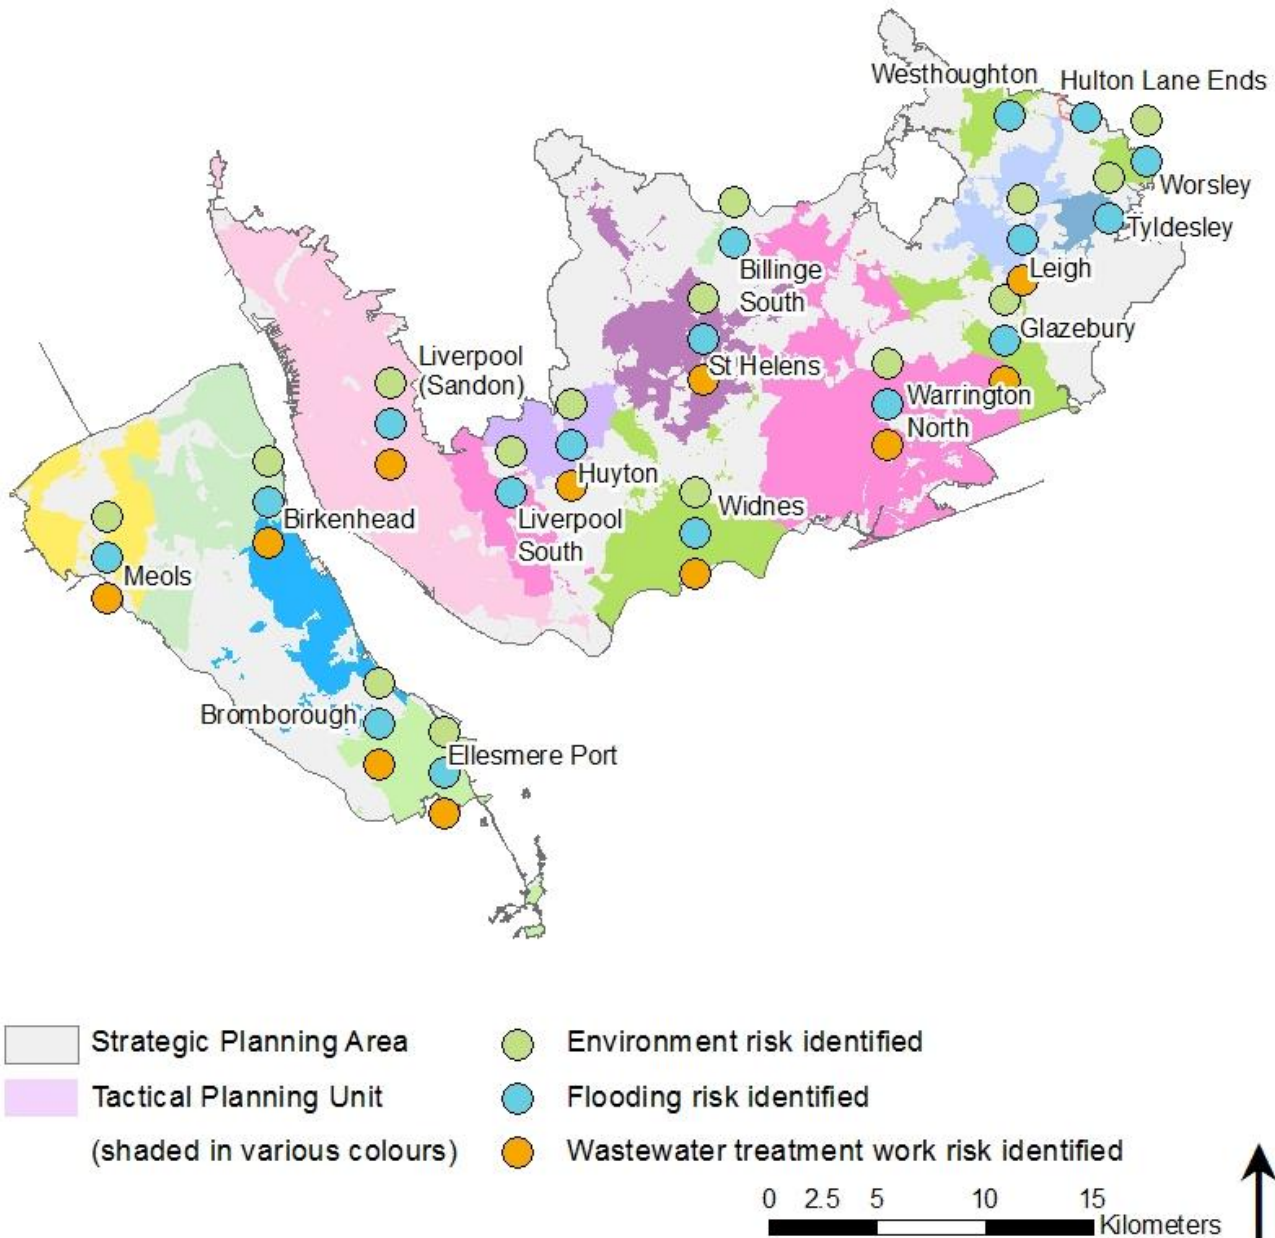 Westhoughton
Hulton Lane Ends
Worsley
Tyldesley
Billinge
South
Leigh
Glazebury
Liverpool
(Sandon)
St Helens
Warrington
North
Huyton
Widnes
Liverpool
South
Birkenhead
Meols
Bromborough
Ellesmere Port
Strategic Planning Area
Environment risk identified
Tactical Planning Unit
Flooding risk identified
(shaded in various colours)
Wastewater treatment work risk identified
0 2.5 5 10 15
Kilometers